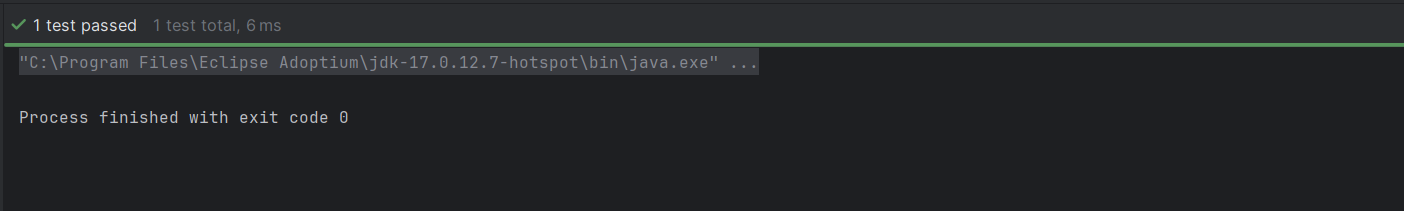 1 test passed 1 test total, 6 ms
"C:\Program Files\Eclipse Adoptium\jdk-17.0.12.7-hotspot\bin\java.exe" ...
Process finished with exit code 0